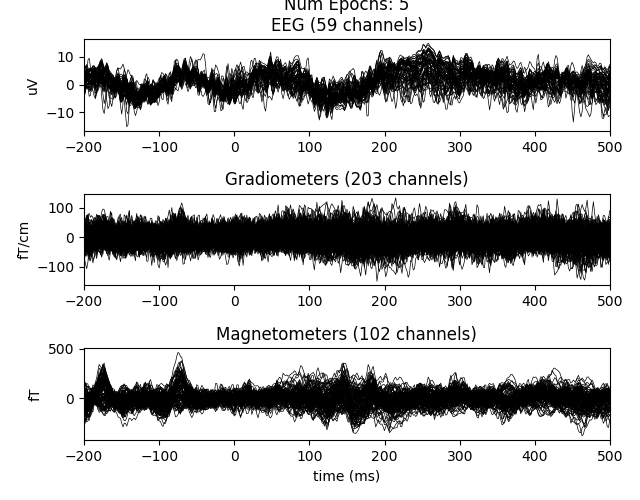 Num Epochs: 5
EEG (59 channels)
10
0
−10
uV
−200 −100 0 100 200 300 400 500
Gradiometers (203 channels)
100
0
−100
fT/cm
−200 −100 0 100 200 300 400 500
Magnetometers (102 channels)
500
0
fT
−200 −100 0 100 200 300 400 500
time (ms)